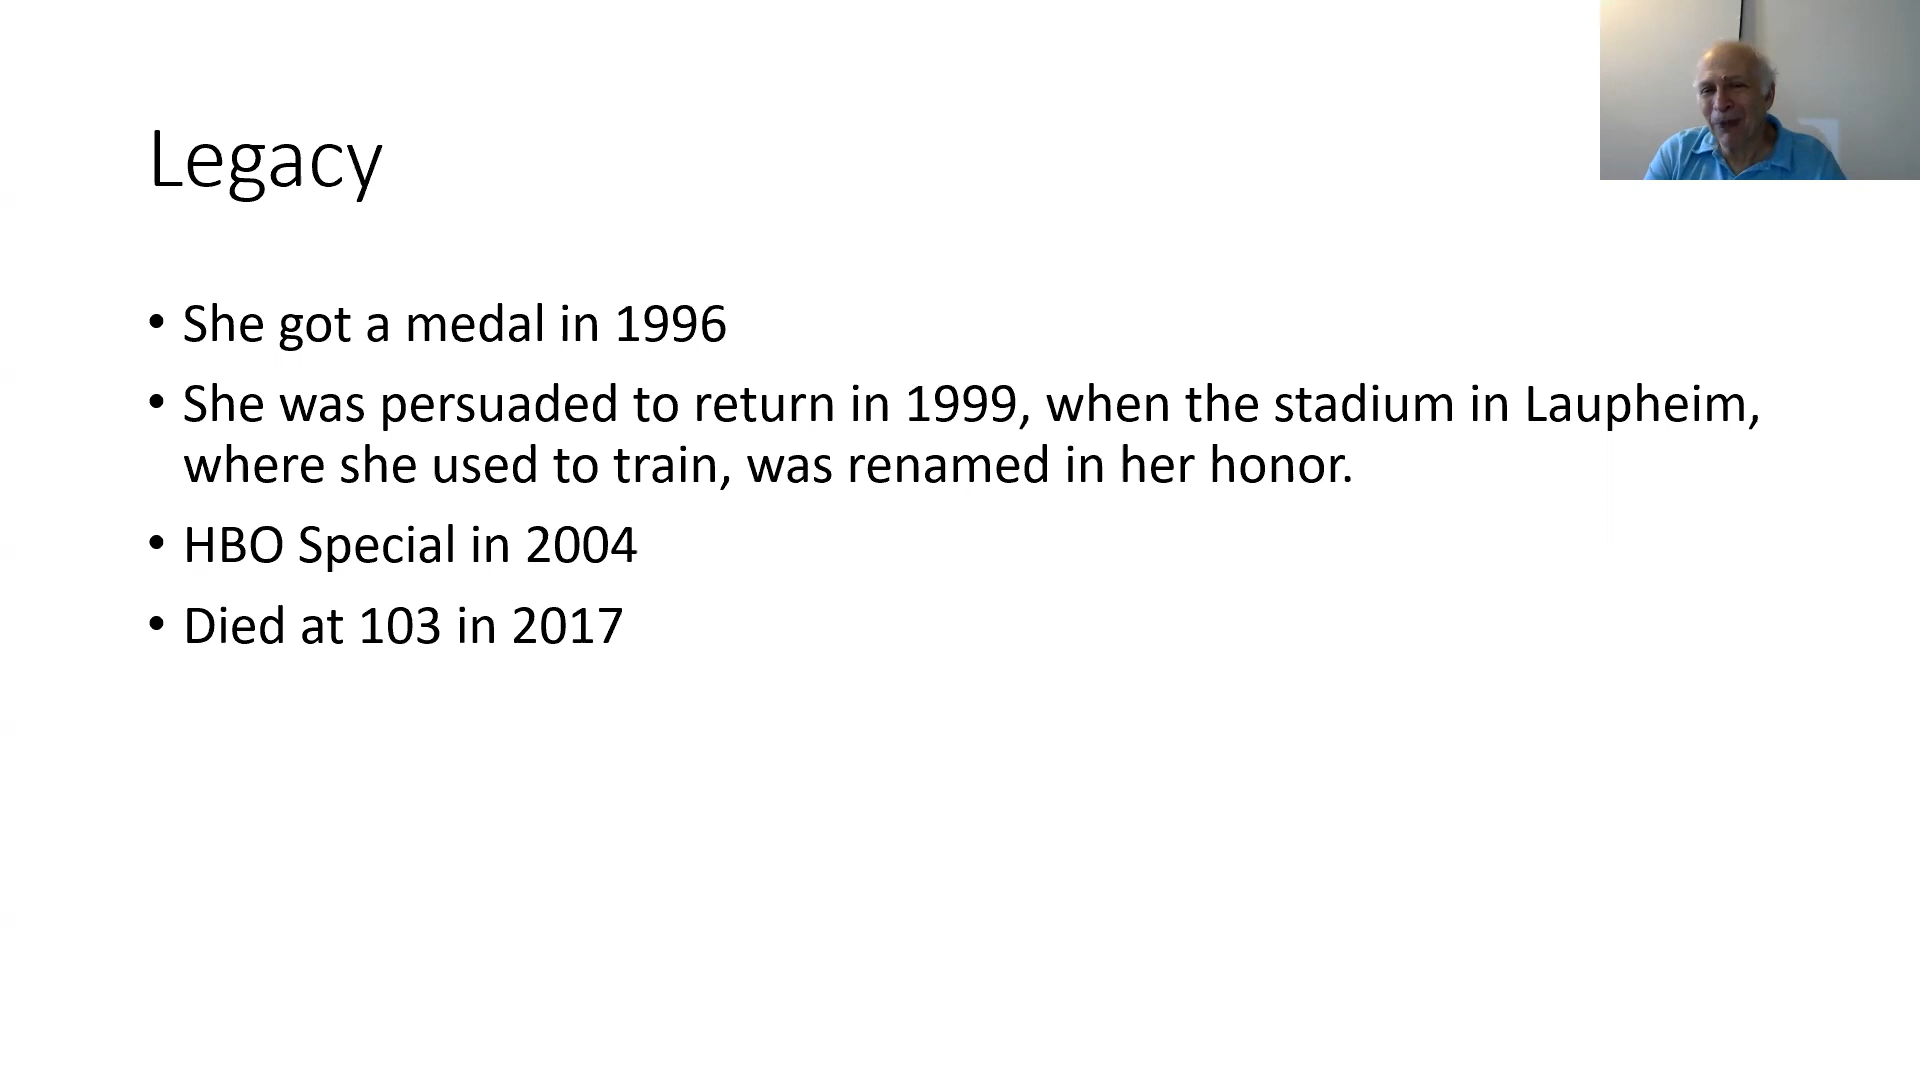 Legacy
• She got a medal in 1996
• She was persuaded to return in 1999, when the stadium in Laupheim,
where she used to train, was renamed in her honor.
• HBO Special in 2004
• Died at 103 in 2017